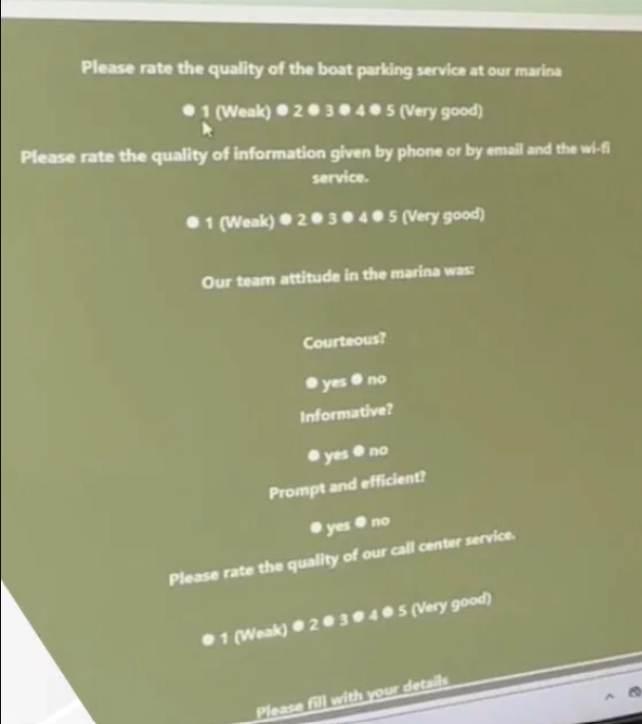 Please rate the quality of the boat parking service at our marina
1 (Weak) 2 3 4 5 (Very good)
Please rate the quality of information given by phone or by email and the wi-fi
service.
1 (Weak) 2 3 4 5 (Very good)
Our team attitude in the marina was:
Courteous?
yes no
Informative?
yes no
Prompt and efficient?
yes no
Please rate the quality of our call center service.
1 (Weak) 2 3 4 5 (Very good)
Please fill with your details